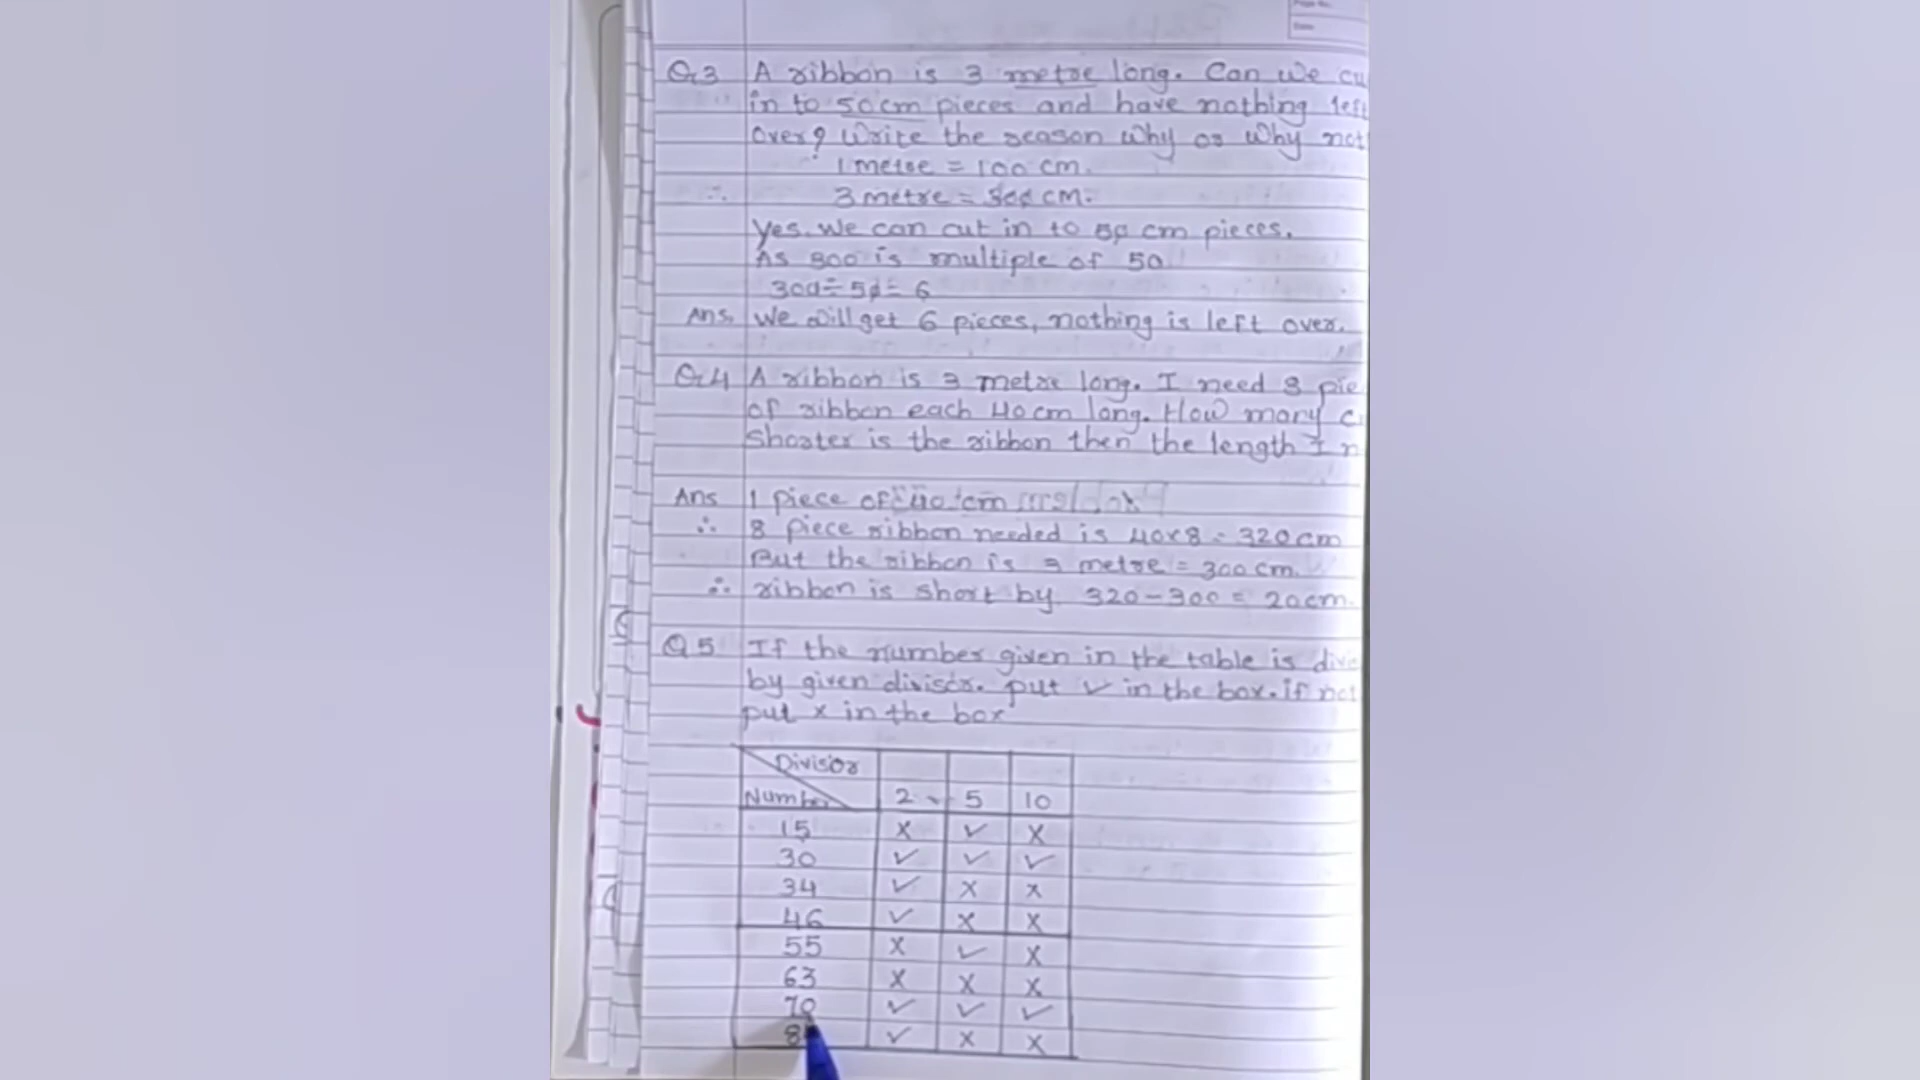 Q.3 A ribbon is 3 metre long. Can we cu
in to 50cm pieces and have nothing left
over? Write the reason why or why not
1 metre = 100 cm.
∴ 3 metre = 300 cm.
Yes. We can cut in to 50 cm pieces.
As 300 is multiple of 50
300 ÷ 50 = 6
Ans. We will get 6 pieces, nothing is left over.
Q.4 A ribbon is 3 metre long. I need 8 pie
of ribbon each 40cm long. How many c
shorter is the ribbon then the length I n
Ans 1 piece of 40 cm
∴ 8 piece ribbon needed is 40x8 = 320cm
But the ribbon is 3 metre = 300 cm.
∴ ribbon is short by 320-300 = 20cm.
Q5 If the number given in the table is divi
by given divisor. put ✓ in the box. if not
put x in the box
Divisor
Number 2 5 10
15 x ✓ x
30 ✓ ✓ ✓
34 ✓ x x
46 ✓ x x
55 x ✓ x
63 x x x
70 ✓ ✓ ✓
8 ✓ x x